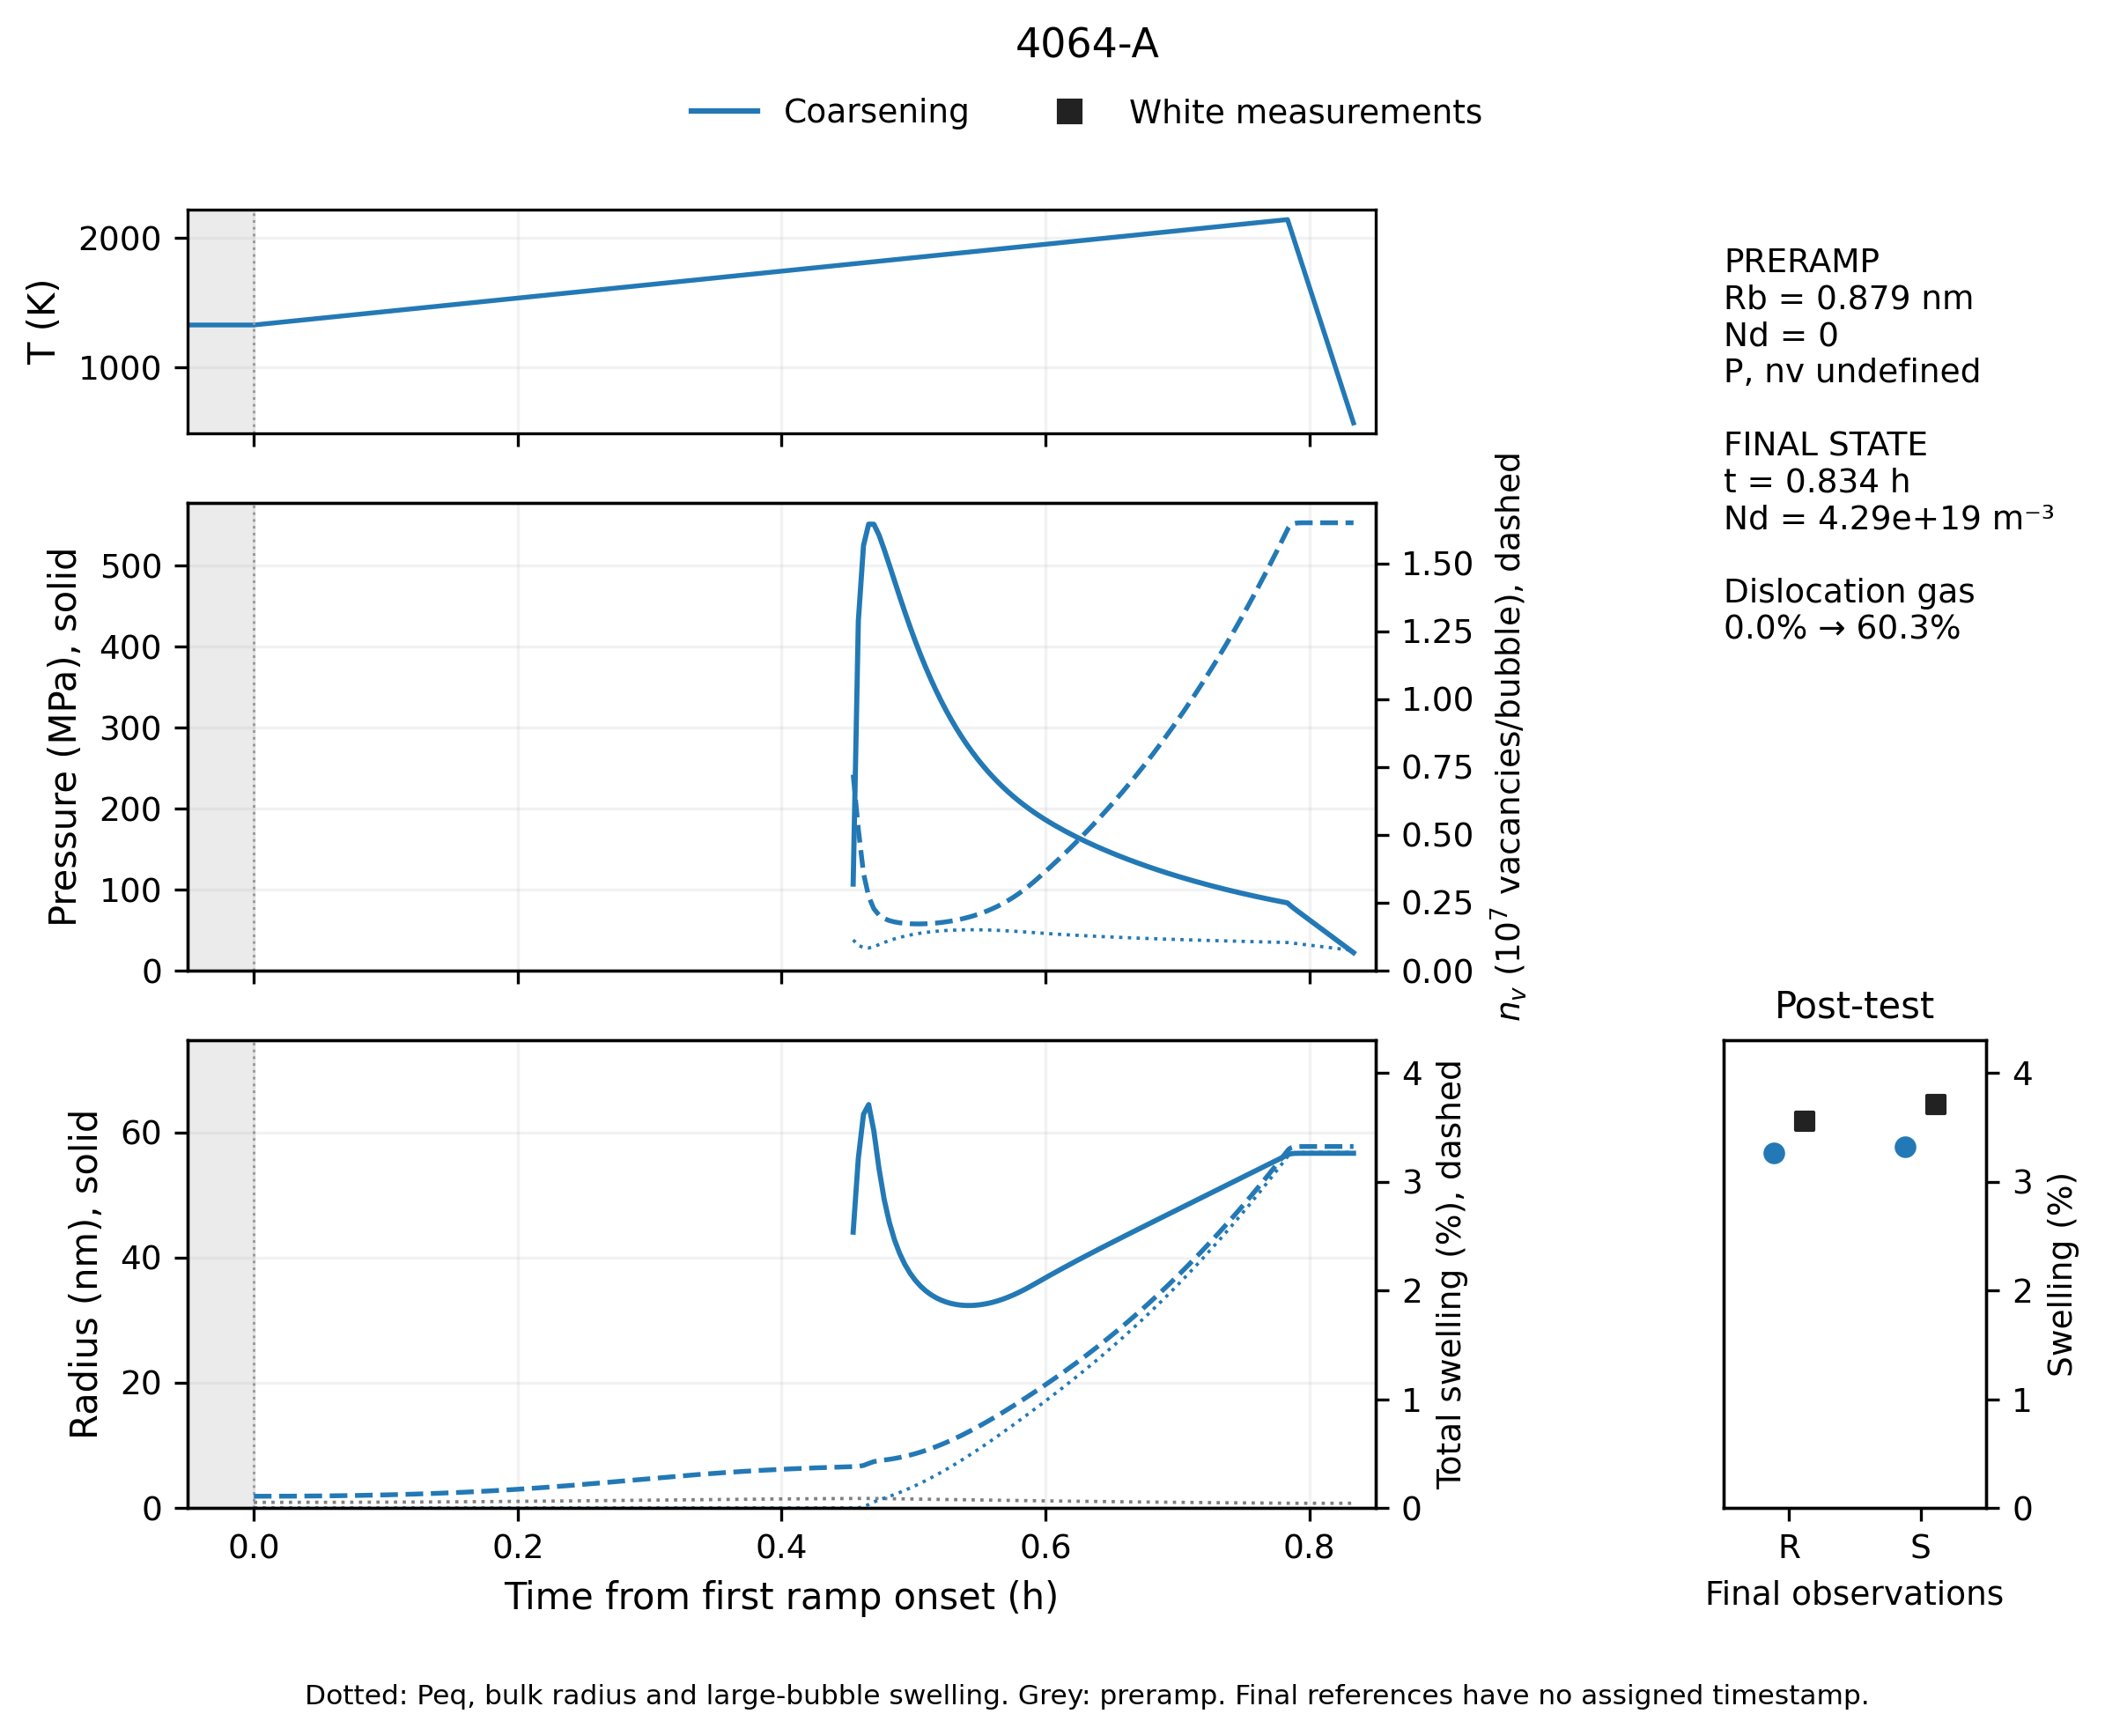 4064-A
Coarsening
White measurements
T (K)
2000
1000
PRERAMP
Rb = 0.879 nm
Nd = 0
P, nv undefined
FINAL STATE
t = 0.834 h
Nd = 4.29e+19 m⁻³
Dislocation gas
0.0% → 60.3%
Pressure (MPa), solid
500
400
300
200
100
0
1.50
1.25
1.00
0.75
0.50
0.25
0.00
nᵥ (10⁷ vacancies/bubble), dashed
Radius (nm), solid
60
40
20
0
4
3
2
1
0
Total swelling (%), dashed
0.0
0.2
0.4
0.6
0.8
Time from first ramp onset (h)
Post-test
4
3
2
1
0
Swelling (%)
R
S
Final observations
Dotted: Peq, bulk radius and large-bubble swelling. Grey: preramp. Final references have no assigned timestamp.